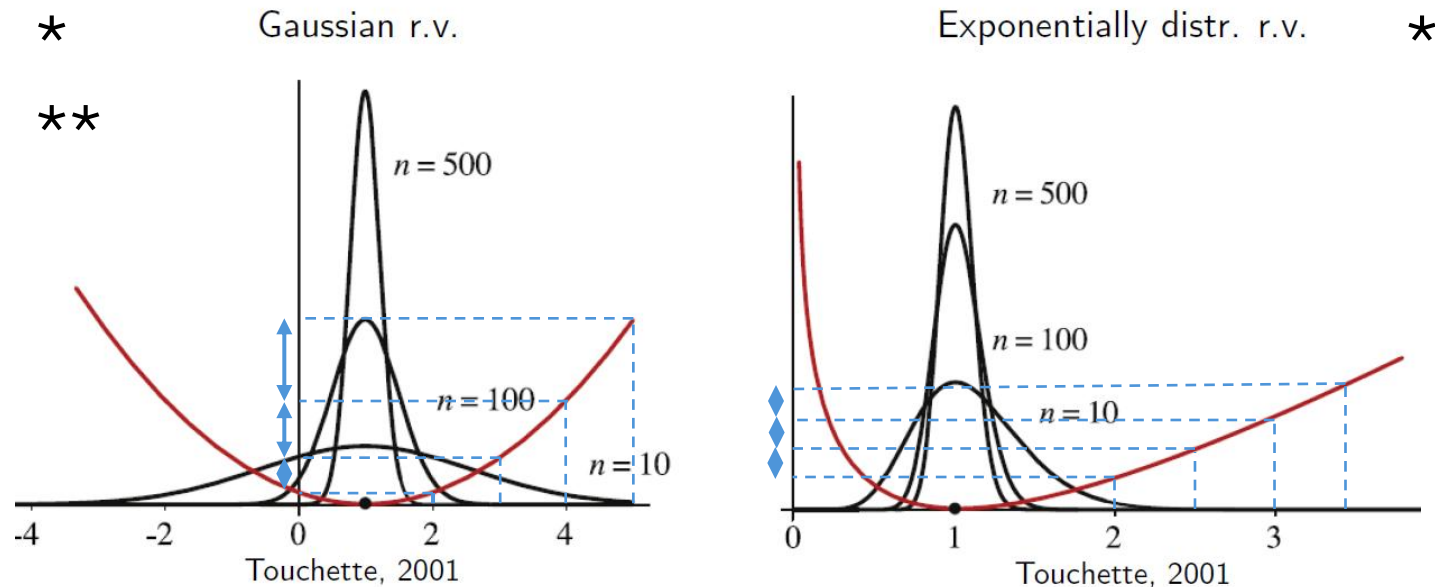 ★ Gaussian r.v.
★★
n = 500
n = 100
n = 10
-4 -2 0 2 4
Touchette, 2001
Exponentially distr. r.v. ★
n = 500
n = 100
n = 10
0 1 2 3
Touchette, 2001